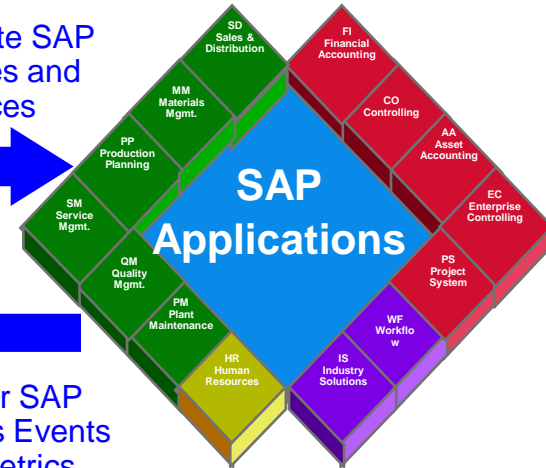 te SAP
es and
ces
SD
Sales &
Distribution
FI
Financial
Accounting
MM
Materials
Mgmt.
CO
Controlling
PP
Production
Planning
AA
Asset
Accounting
SM
Service
Mgmt.
SAP
Applications
EC
Enterprise
Controlling
QM
Quality
Mgmt.
PS
Project
System
PM
Plant
Maintenance
WF
Workflo
w
HR
Human
Resources
IS
Industry
Solutions
r SAP
s Events
etrics